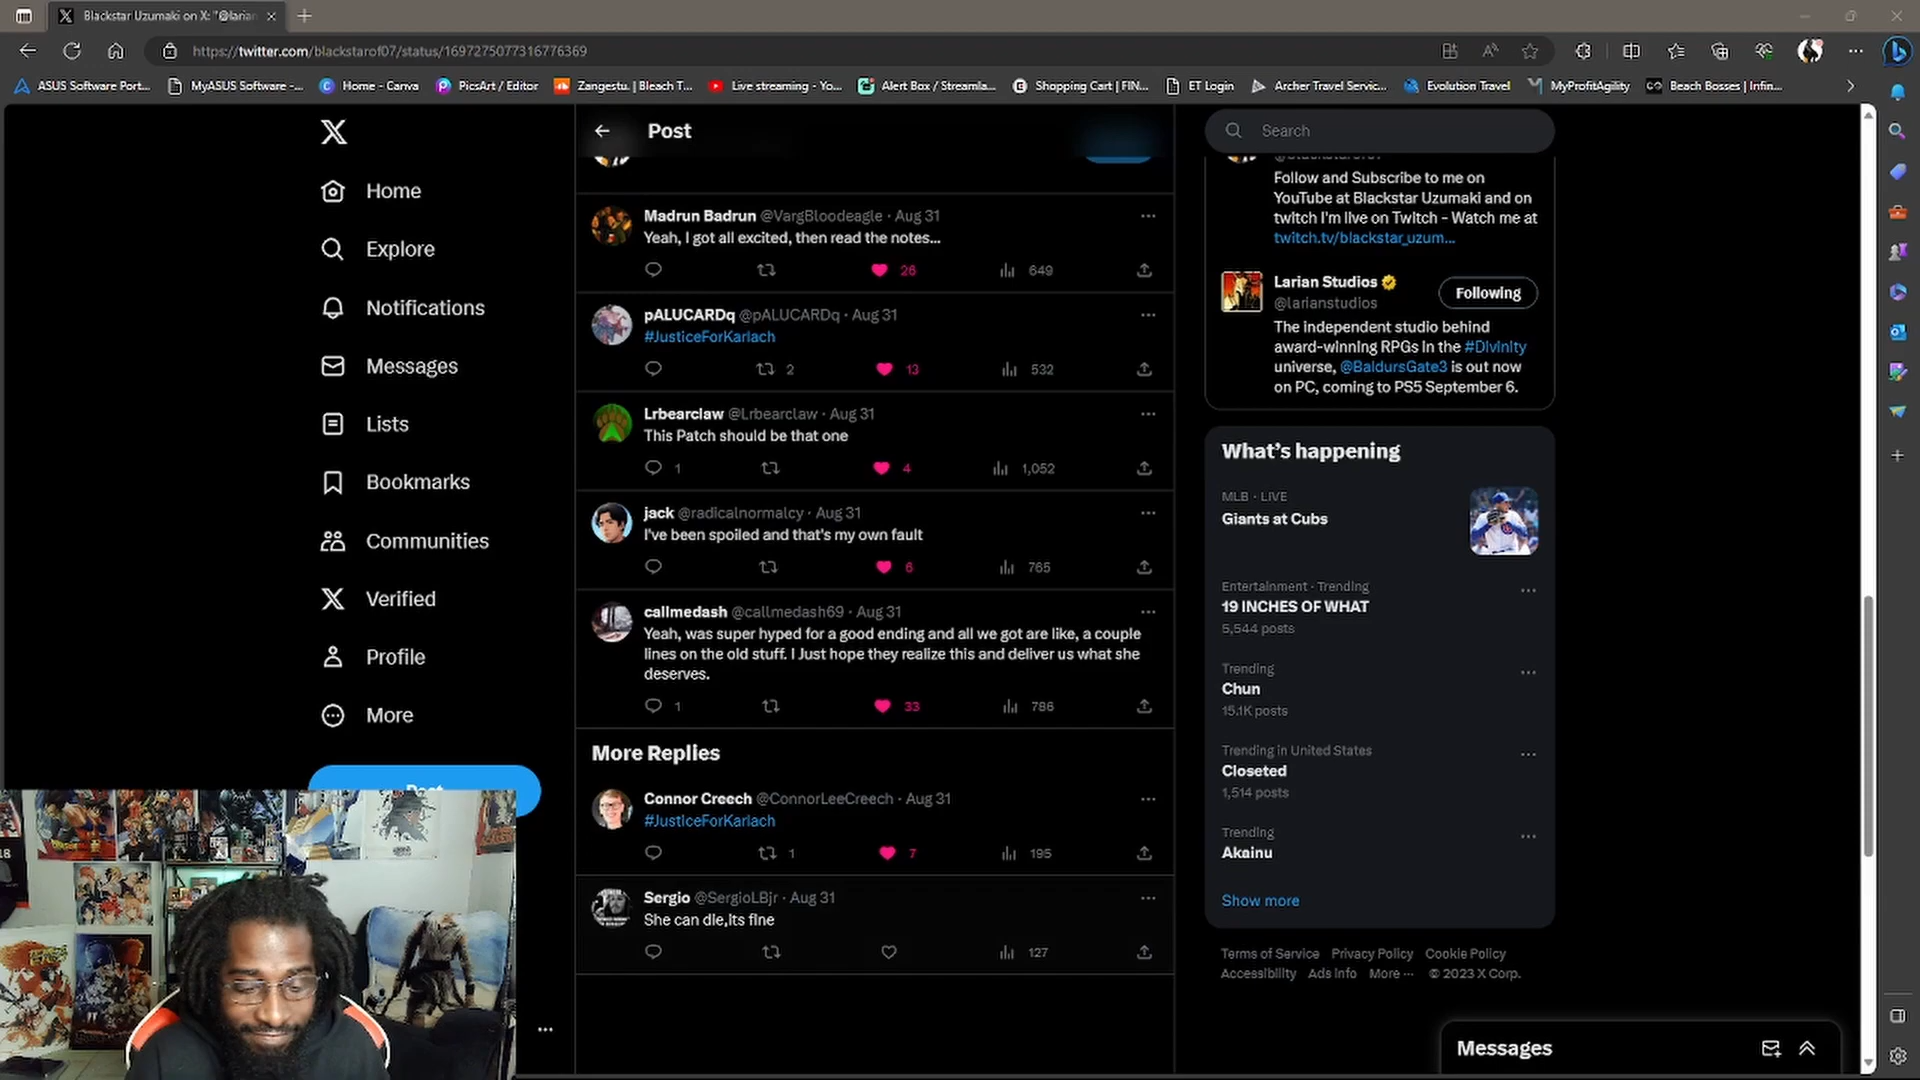 Blackstar Uzumaki on X: "@larian
https://twitter.com/blackstarof07/status/1697275077316776369
ASUS Software Port...
MyASUS Software -...
Home - Canva
PicsArt / Editor
Zangestu. | Bleach T...
Live streaming - Yo...
Alert Box / Streamla...
Shopping Cart | FIN...
ET Login
Archer Travel Servic...
Evolution Travel
MyProfitAgility
Beach Bosses | Infin...
Home
Explore
Notifications
Messages
Lists
Bookmarks
Communities
Verified
Profile
More
Post
Madrun Badrun @VargBloodeagle · Aug 31
Yeah, I got all excited, then read the notes...
26
649
pALUCARDq @pALUCARDq · Aug 31
#JusticeForKarlach
2
13
532
Lrbearclaw @Lrbearclaw · Aug 31
This Patch should be that one
1
4
1,052
jack @radicalnormalcy · Aug 31
I've been spoiled and that's my own fault
6
765
callmedash @callmedash69 · Aug 31
Yeah, was super hyped for a good ending and all we got are like, a couple
lines on the old stuff. I Just hope they realize this and deliver us what she
deserves.
1
33
786
More Replies
Connor Creech @ConnorLeeCreech · Aug 31
#JusticeForKarlach
1
7
195
Sergio @SergioLBjr · Aug 31
She can die,its fine
127
Search
Follow and Subscribe to me on
YouTube at Blackstar Uzumaki and on
twitch I'm live on Twitch - Watch me at
twitch.tv/blackstar_uzum...
Larian Studios
@larianstudios
Following
The independent studio behind
award-winning RPGs in the #Divinity
universe, @BaldursGate3 is out now
on PC, coming to PS5 September 6.
What's happening
MLB · LIVE
Giants at Cubs
Entertainment · Trending
19 INCHES OF WHAT
5,544 posts
Trending
Chun
15.1K posts
Trending in United States
Closeted
1,514 posts
Trending
Akainu
Show more
Terms of Service Privacy Policy Cookie Policy
Accessibility Ads info More ··· © 2023 X Corp.
Messages